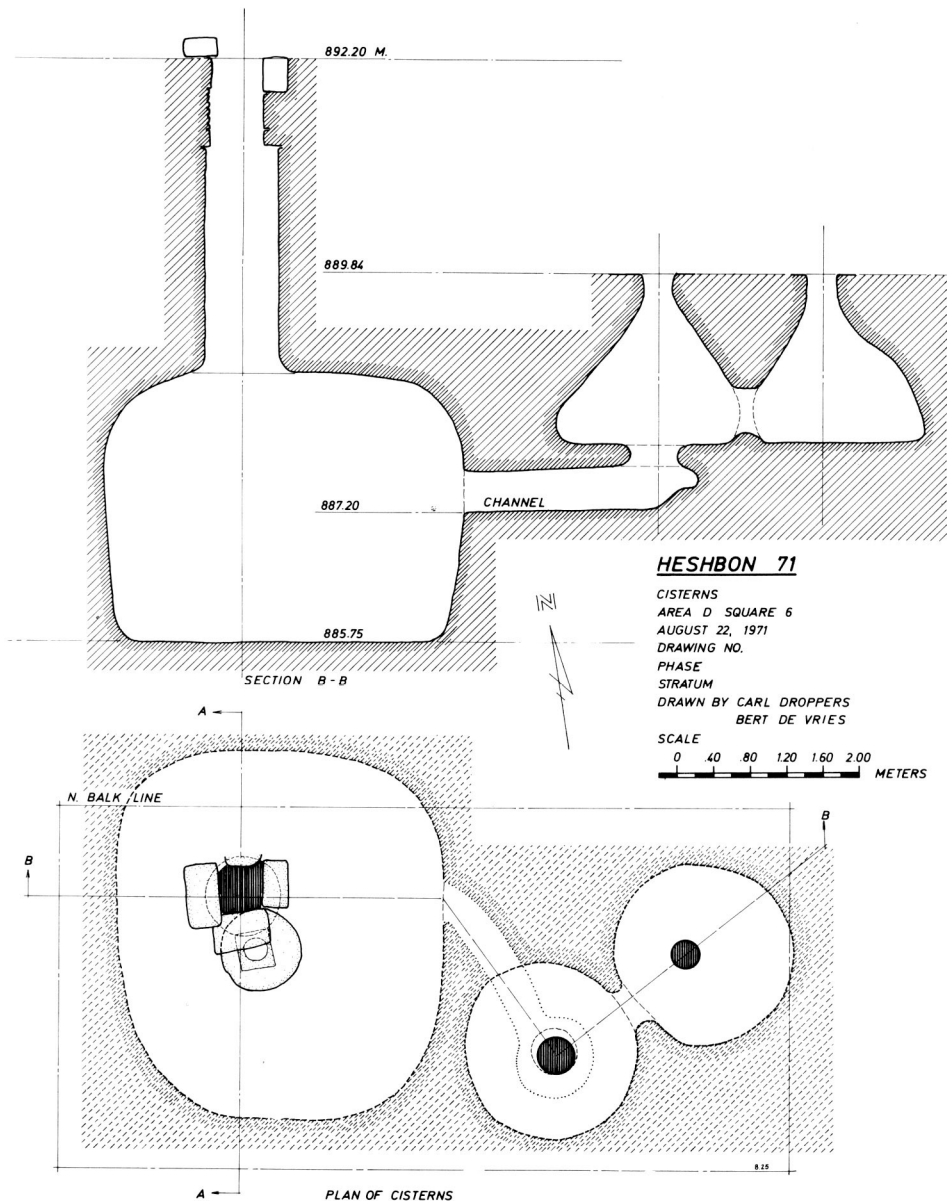 892.20 M.
889.84
887.20
CHANNEL
885.75
SECTION B-B
HESHBON 71
CISTERNS
AREA D SQUARE 6
AUGUST 22, 1971
DRAWING NO.
PHASE
STRATUM
DRAWN BY CARL DROPPERS
BERT DE VRIES
SCALE
0 .40 .80 1.20 1.60 2.00
METERS
N
A
N. BALK LINE
B
B
8.25
A
PLAN OF CISTERNS